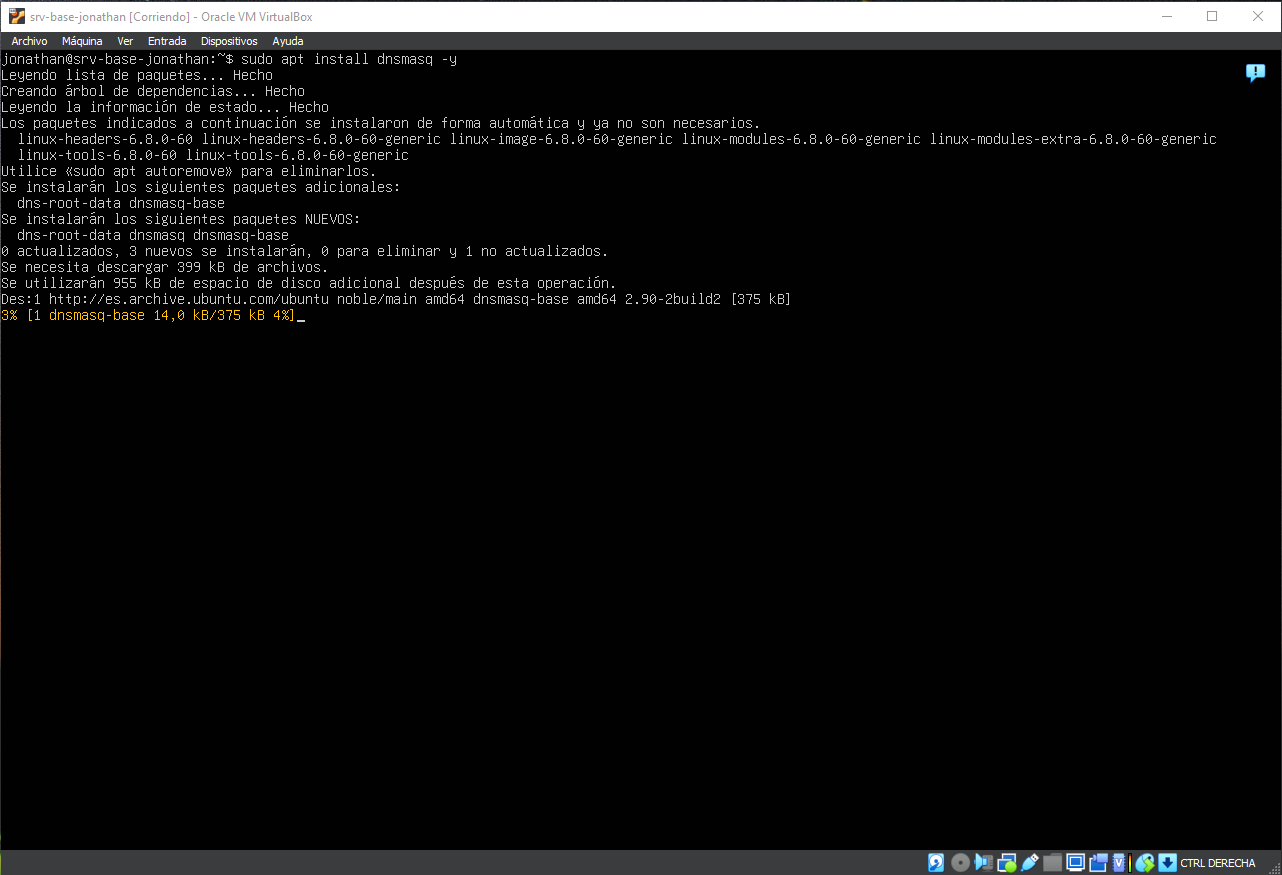 srv-base-jonathan [Corriendo] - Oracle VM VirtualBox
Archivo Máquina Ver Entrada Dispositivos Ayuda
jonathan@srv-base-jonathan:~$ sudo apt install dnsmasq -y
Leyendo lista de paquetes... Hecho
Creando árbol de dependencias... Hecho
Leyendo la información de estado... Hecho
Los paquetes indicados a continuación se instalaron de forma automática y ya no son necesarios.
linux-headers-6.8.0-60 linux-headers-6.8.0-60-generic linux-image-6.8.0-60-generic linux-modules-6.8.0-60-generic linux-modules-extra-6.8.0-60-generic
linux-tools-6.8.0-60 linux-tools-6.8.0-60-generic
Utilice «sudo apt autoremove» para eliminarlos.
Se instalarán los siguientes paquetes adicionales:
dns-root-data dnsmasq-base
Se instalarán los siguientes paquetes NUEVOS:
dns-root-data dnsmasq dnsmasq-base
0 actualizados, 3 nuevos se instalarán, 0 para eliminar y 1 no actualizados.
Se necesita descargar 399 kB de archivos.
Se utilizarán 955 kB de espacio de disco adicional después de esta operación.
Des:1 http://es.archive.ubuntu.com/ubuntu noble/main amd64 dnsmasq-base amd64 2.90-2build2 [375 kB]
3% [1 dnsmasq-base 14,0 kB/375 kB 4%]_
CTRL DERECHA